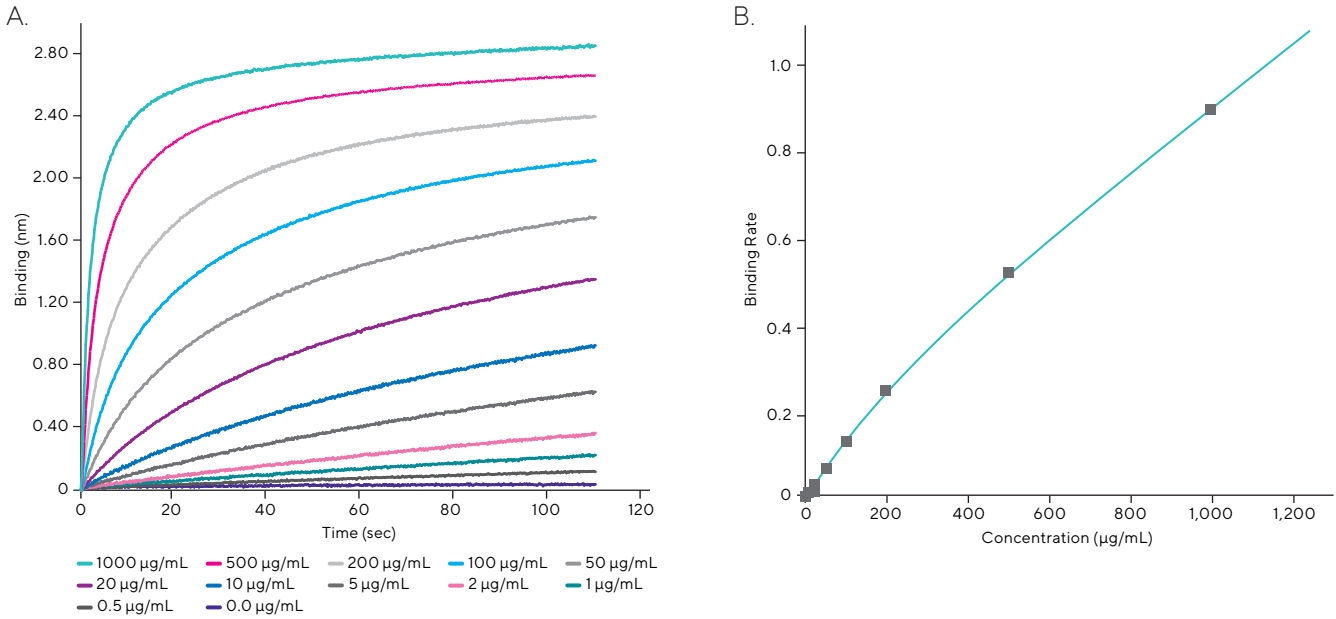 A.
2.80
2.40
2.00
1.60
1.20
0.80
0.40
0
Binding (nm)
0 20 40 60 80 100 120
Time (sec)
1000 µg/mL 500 µg/mL 200 µg/mL 100 µg/mL 50 µg/mL
20 µg/mL 10 µg/mL 5 µg/mL 2 µg/mL 1 µg/mL
0.5 µg/mL 0.0 µg/mL
B.
1.0
0.8
0.6
0.4
0.2
0
Binding Rate
0 200 400 600 800 1,000 1,200
Concentration (µg/mL)